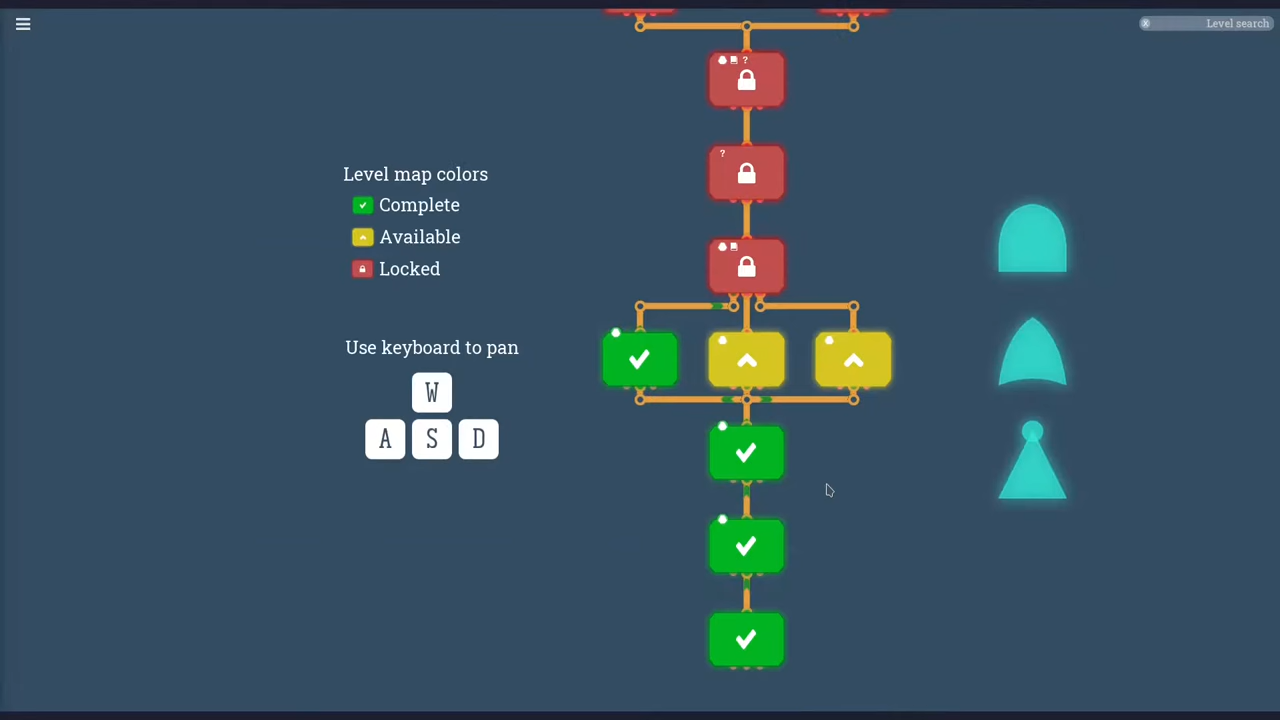 Level search
? 
?
Level map colors
Complete
Available
Locked
Use keyboard to pan
W
A S D